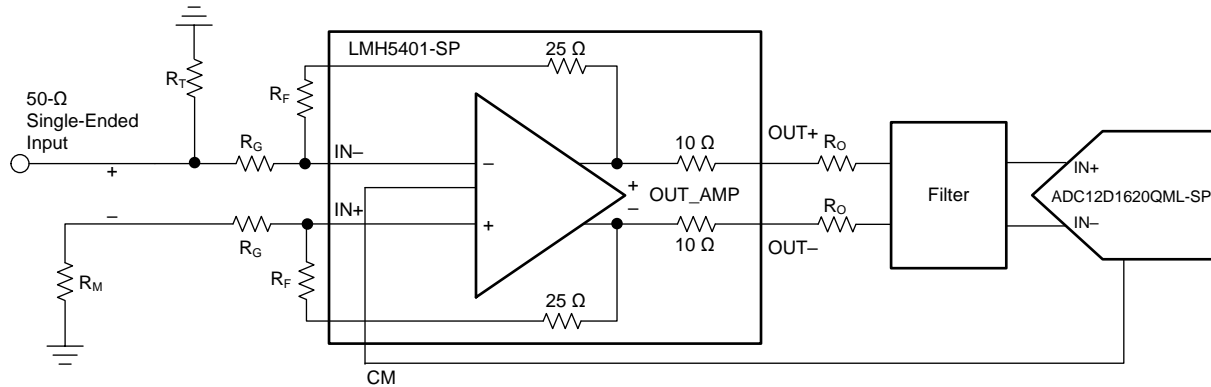 LMH5401-SP
25 Ω
R_T
R_F
50-Ω
Single-Ended
Input
R_G
IN–
10 Ω
OUT+
R_O
+
–
+
–
OUT_AMP
Filter
IN+
ADC12D1620QML-SP
IN–
–
IN+
+
R_G
10 Ω
OUT–
R_O
R_M
R_F
25 Ω
CM